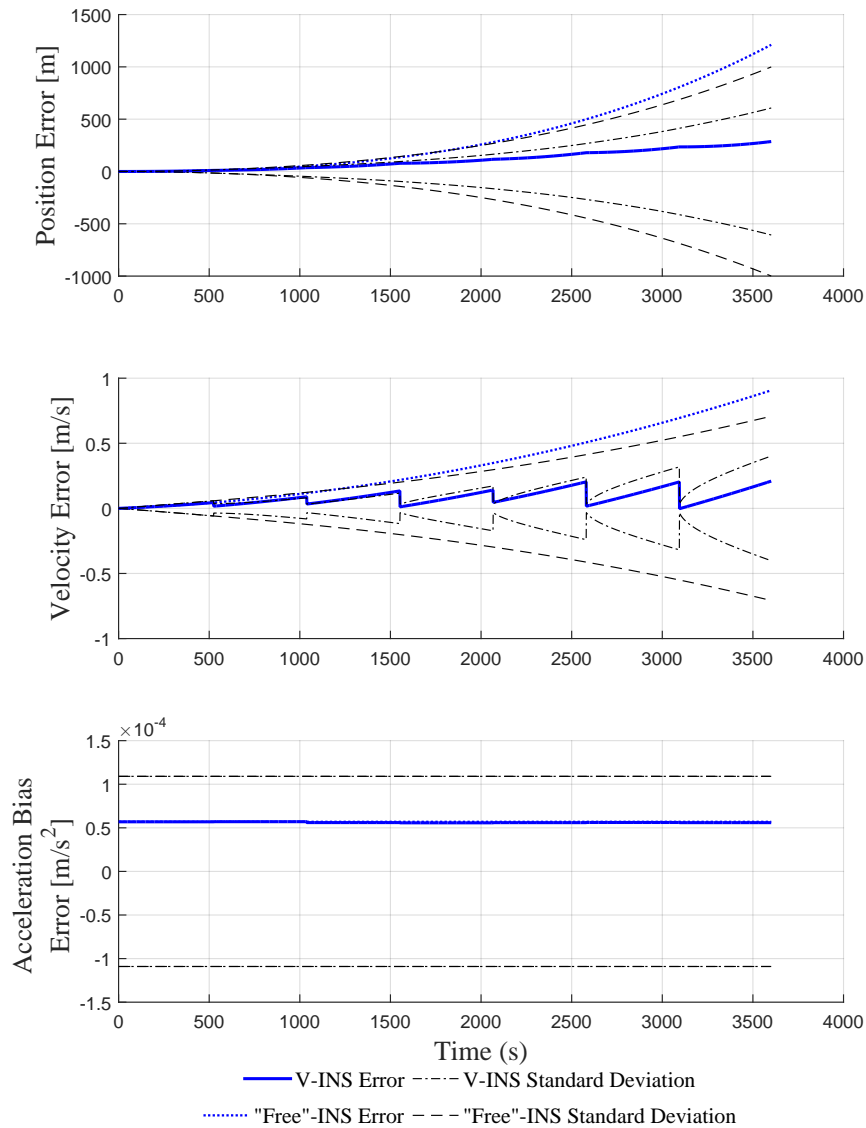 1500
1000
500
0
-500
-1000
Position Error [m]
0 500 1000 1500 2000 2500 3000 3500 4000
1
0.5
0
-0.5
-1
Velocity Error [m/s]
0 500 1000 1500 2000 2500 3000 3500 4000
×10-4
1.5
1
0.5
0
-0.5
-1
-1.5
Acceleration Bias
Error [m/s2]
0 500 1000 1500 2000 2500 3000 3500 4000
Time (s)
V-INS Error V-INS Standard Deviation
"Free"-INS Error "Free"-INS Standard Deviation